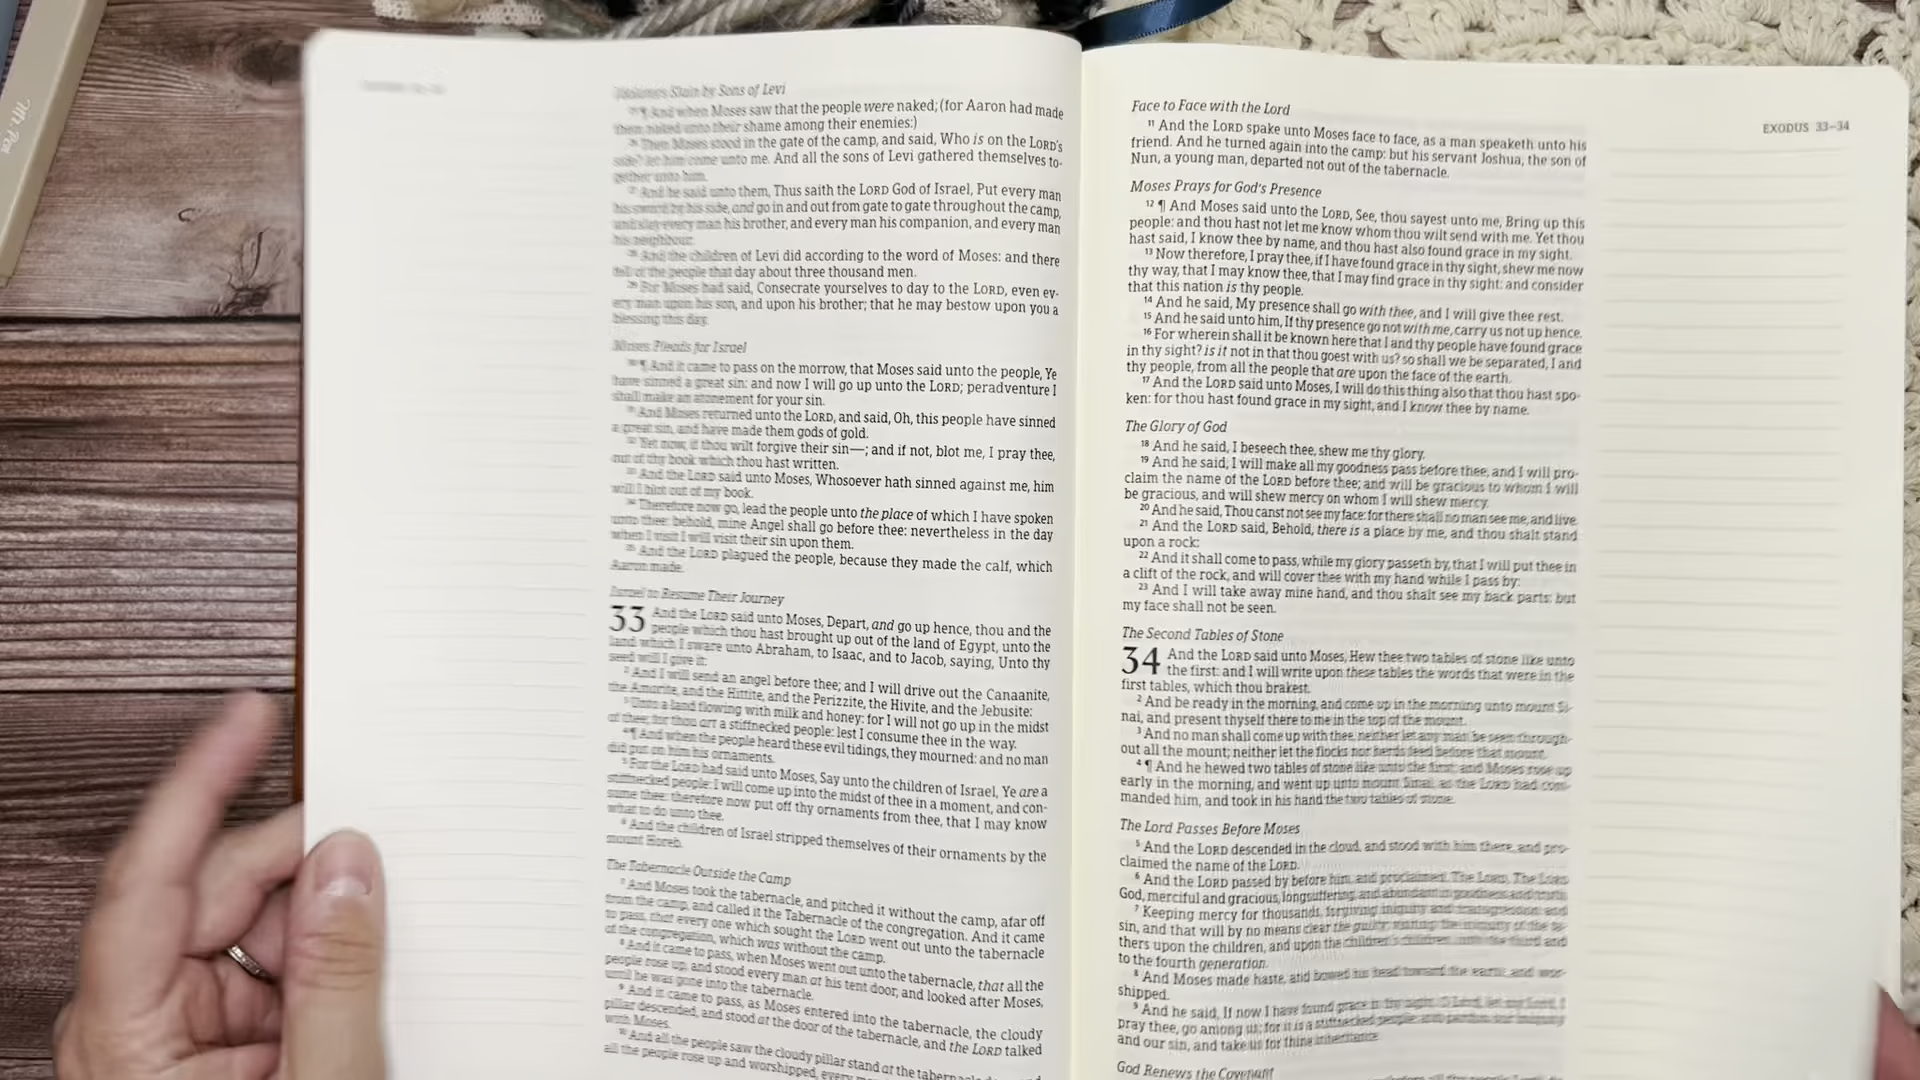 Idolaters Slain by Sons of Levi
25 ¶ And when Moses saw that the people were naked; (for Aaron had made
them naked unto their shame among their enemies:)
26 Then Moses stood in the gate of the camp, and said, Who is on the LORD's
side? let him come unto me. And all the sons of Levi gathered themselves to-
gether unto him.
27 And he said unto them, Thus saith the LORD God of Israel, Put every man
his sword by his side, and go in and out from gate to gate throughout the camp,
and slay every man his brother, and every man his companion, and every man
his neighbour.
28 And the children of Levi did according to the word of Moses: and there
fell of the people that day about three thousand men.
29 For Moses had said, Consecrate yourselves to day to the LORD, even ev-
ery man upon his son, and upon his brother; that he may bestow upon you a
blessing this day.
Moses Pleads for Israel
30 ¶ And it came to pass on the morrow, that Moses said unto the people, Ye
have sinned a great sin: and now I will go up unto the LORD; peradventure I
shall make an atonement for your sin.
31 And Moses returned unto the LORD, and said, Oh, this people have sinned
a great sin, and have made them gods of gold.
32 Yet now, if thou wilt forgive their sin—; and if not, blot me, I pray thee,
out of thy book which thou hast written.
33 And the LORD said unto Moses, Whosoever hath sinned against me, him
will I blot out of my book.
34 Therefore now go, lead the people unto the place of which I have spoken
unto thee: behold, mine Angel shall go before thee: nevertheless in the day
when I visit I will visit their sin upon them.
35 And the LORD plagued the people, because they made the calf, which
Aaron made.
Israel to Resume Their Journey
33 And the LORD said unto Moses, Depart, and go up hence, thou and the
people which thou hast brought up out of the land of Egypt, unto the
land which I sware unto Abraham, to Isaac, and to Jacob, saying, Unto thy
seed will I give it:
2 And I will send an angel before thee; and I will drive out the Canaanite,
the Amorite, and the Hittite, and the Perizzite, the Hivite, and the Jebusite:
3 Unto a land flowing with milk and honey: for I will not go up in the midst
of thee; for thou art a stiffnecked people: lest I consume thee in the way.
4 ¶ And when the people heard these evil tidings, they mourned: and no man
did put on him his ornaments.
5 For the LORD had said unto Moses, Say unto the children of Israel, Ye are a
stiffnecked people: I will come up into the midst of thee in a moment, and con-
sume thee: therefore now put off thy ornaments from thee, that I may know
what to do unto thee.
6 And the children of Israel stripped themselves of their ornaments by the
mount Horeb.
The Tabernacle Outside the Camp
7 And Moses took the tabernacle, and pitched it without the camp, afar off
from the camp, and called it the Tabernacle of the congregation. And it came
to pass, that every one which sought the LORD went out unto the tabernacle
of the congregation, which was without the camp.
8 And it came to pass, when Moses went out unto the tabernacle, that all the
people rose up, and stood every man at his tent door, and looked after Moses,
until he was gone into the tabernacle.
9 And it came to pass, as Moses entered into the tabernacle, the cloudy
pillar descended, and stood at the door of the tabernacle, and the LORD talked
with Moses.
10 And all the people saw the cloudy pillar stand at the tabernacle
all the people rose up and worshipped, every
EXODUS 33–34
Face to Face with the Lord
11 And the LORD spake unto Moses face to face, as a man speaketh unto his
friend. And he turned again into the camp: but his servant Joshua, the son of
Nun, a young man, departed not out of the tabernacle.
Moses Prays for God's Presence
12 ¶ And Moses said unto the LORD, See, thou sayest unto me, Bring up this
people: and thou hast not let me know whom thou wilt send with me. Yet thou
hast said, I know thee by name, and thou hast also found grace in my sight.
13 Now therefore, I pray thee, if I have found grace in thy sight, shew me now
thy way, that I may know thee, that I may find grace in thy sight: and consider
that this nation is thy people.
14 And he said, My presence shall go with thee, and I will give thee rest.
15 And he said unto him, If thy presence go not with me, carry us not up hence.
16 For wherein shall it be known here that I and thy people have found grace
in thy sight? is it not in that thou goest with us? so shall we be separated, I and
thy people, from all the people that are upon the face of the earth.
17 And the LORD said unto Moses, I will do this thing also that thou hast spo-
ken: for thou hast found grace in my sight, and I know thee by name.
The Glory of God
18 And he said, I beseech thee, shew me thy glory.
19 And he said, I will make all my goodness pass before thee, and I will pro-
claim the name of the LORD before thee; and will be gracious to whom I will
be gracious, and will shew mercy on whom I will shew mercy.
20 And he said, Thou canst not see my face: for there shall no man see me, and live.
21 And the LORD said, Behold, there is a place by me, and thou shalt stand
upon a rock:
22 And it shall come to pass, while my glory passeth by, that I will put thee in
a clift of the rock, and will cover thee with my hand while I pass by:
23 And I will take away mine hand, and thou shalt see my back parts: but
my face shall not be seen.
The Second Tables of Stone
34 And the LORD said unto Moses, Hew thee two tables of stone like unto
the first: and I will write upon these tables the words that were in the
first tables, which thou brakest.
2 And be ready in the morning, and come up in the morning unto mount Si-
nai, and present thyself there to me in the top of the mount.
3 And no man shall come up with thee, neither let any man be seen through-
out all the mount; neither let the flocks nor herds feed before that mount.
4 ¶ And he hewed two tables of stone like unto the first; and Moses rose up
early in the morning, and went up unto mount Sinai, as the LORD had com-
manded him, and took in his hand the two tables of stone.
The Lord Passes Before Moses
5 And the LORD descended in the cloud, and stood with him there, and pro-
claimed the name of the LORD.
6 And the LORD passed by before him, and proclaimed, The LORD, The LORD
God, merciful and gracious, longsuffering, and abundant in goodness and truth,
7 Keeping mercy for thousands, forgiving iniquity and transgression and
sin, and that will by no means clear the guilty; visiting the iniquity of the fa-
thers upon the children, and upon the children's children, unto the third and
to the fourth generation.
8 And Moses made haste, and bowed his head toward the earth, and wor-
shipped.
9 And he said, If now I have found grace in thy sight, O Lord, let my Lord, I
pray thee, go among us; for it is a stiffnecked people; and pardon our iniquity
and our sin, and take us for thine inheritance.
God Renews the Covenant